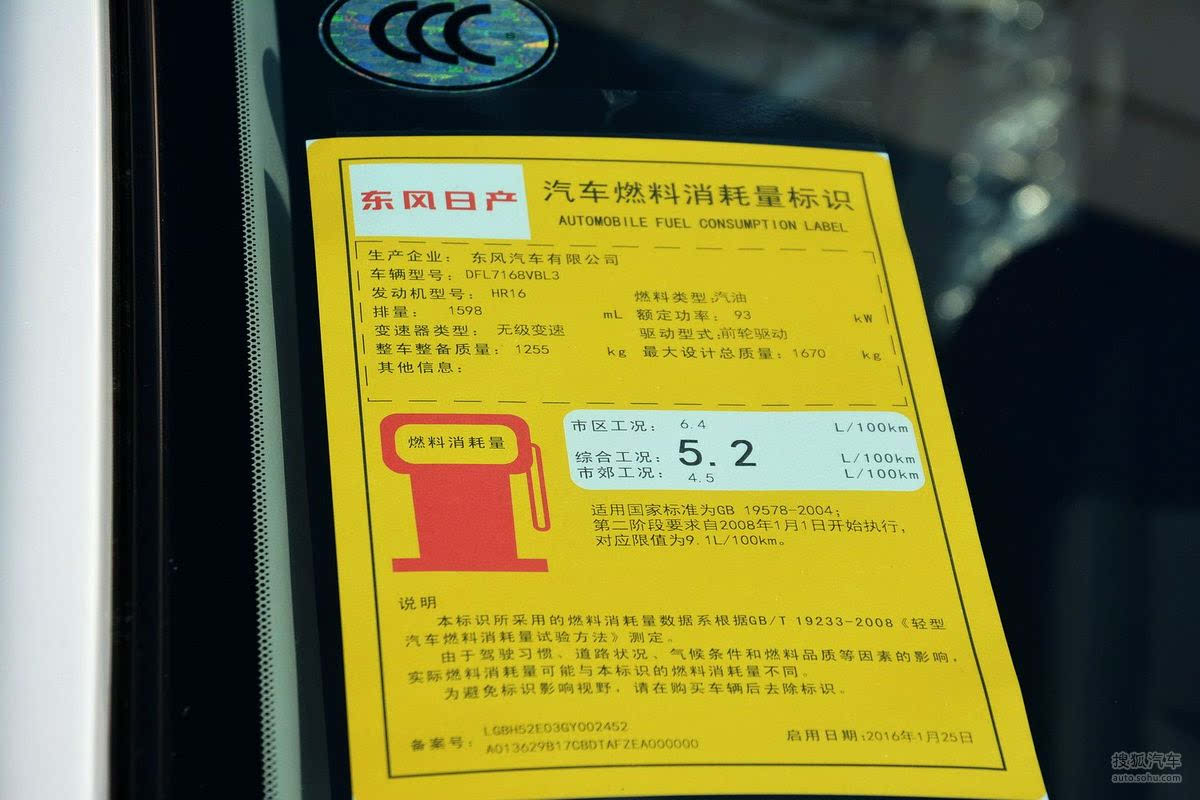 CCC S
东风日产
汽车燃料消耗量标识
AUTOMOBILE FUEL CONSUMPTION LABEL
生产企业： 东风汽车有限公司
车辆型号：DFL7168VBL3
发动机型号： HR16 燃料类型:汽油
排量： 1598 mL 额定功率： 93 kW
变速器类型： 无级变速 驱动型式:前轮驱动
整车整备质量： 1255 kg 最大设计总质量：1670 kg
其他信息：
燃料消耗量
市区工况： 6.4 L/100km
综合工况： 5.2 L/100km
市郊工况： 4.5 L/100km
适用国家标准为GB 19578-2004；
第二阶段要求自2008年1月1日开始执行，
对应限值为9.1L/100km。
说明
本标识所采用的燃料消耗量数据系根据GB/T 19233-2008《轻型
汽车燃料消耗量试验方法》测定。
由于驾驶习惯、道路状况、气候条件和燃料品质等因素的影响，
实际燃料消耗量可能与本标识的燃料消耗量不同。
为避免标识影响视野，请在购买车辆后去除标识。
备案号： LGBH52E03GY002452
A013629B17CBDTAFZEA000000 启用日期:2016年1月25日
搜狐汽车
auto.sohu.com